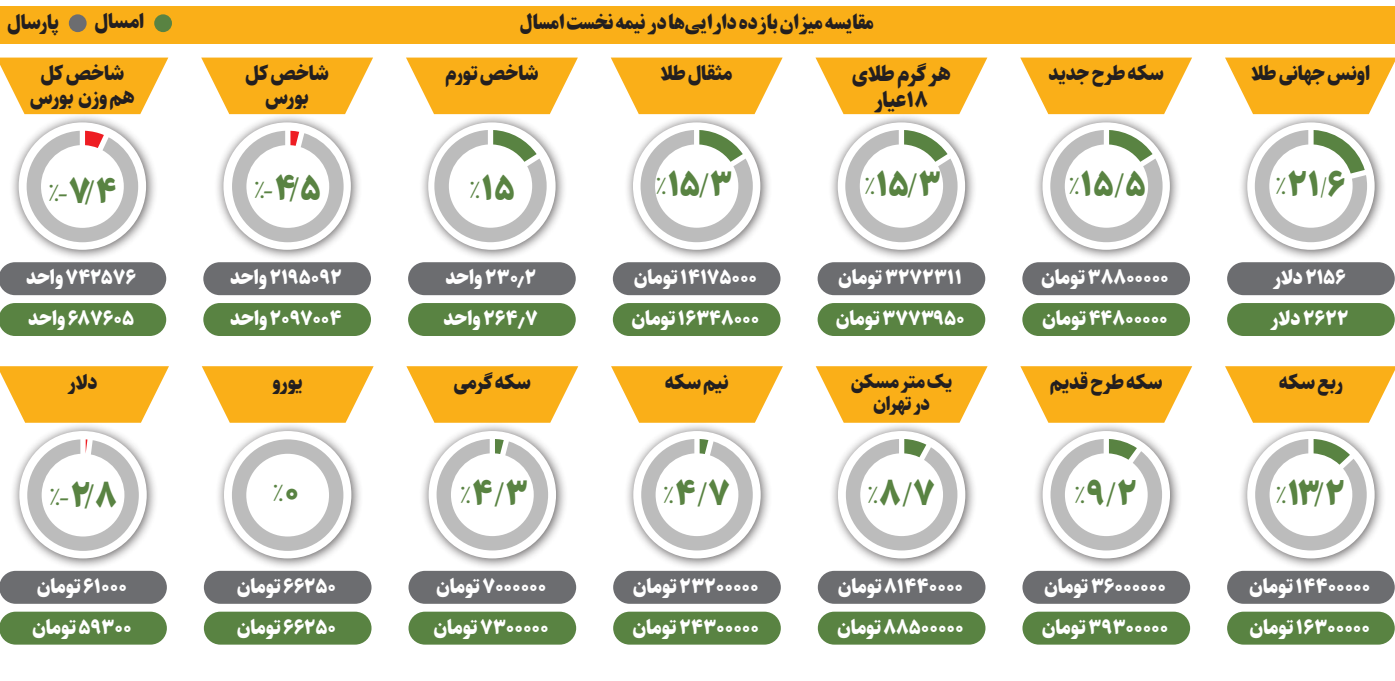 مقایسه میزان بازده دارایی‌ها در نیمه نخست امسال
امسال
پارسال
اونس جهانی طلا
٪۲۱/۶
۲۱۵۶ دلار
۲۶۲۲ دلار
سکه طرح جدید
٪۱۵/۵
۳۸۸۰۰۰۰۰ تومان
۴۴۸۰۰۰۰۰ تومان
هر گرم طلای
۱۸عیار
٪۱۵/۳
۳۲۷۲۳۱۱ تومان
۳۷۷۳۹۵۰ تومان
مثقال طلا
٪۱۵/۳
۱۴۱۷۵۰۰۰ تومان
۱۶۳۴۸۰۰۰ تومان
شاخص تورم
٪۱۵
۲۳۰٫۲ واحد
۲۶۴٫۷ واحد
شاخص کل
بورس
٪-۴/۵
۲۱۹۵۰۹۲ واحد
۲۰۹۷۰۰۴ واحد
شاخص کل
هم وزن بورس
٪-۷/۴
۷۴۲۵۷۶ واحد
۶۸۷۶۰۵ واحد
ربع سکه
٪۱۳/۲
۱۴۴۰۰۰۰۰ تومان
۱۶۳۰۰۰۰۰ تومان
سکه طرح قدیم
٪۹/۲
۳۶۰۰۰۰۰۰ تومان
۳۹۳۰۰۰۰۰ تومان
یک متر مسکن
در تهران
٪۸/۷
۸۱۴۴۰۰۰۰ تومان
۸۸۵۰۰۰۰۰ تومان
نیم سکه
٪۴/۷
۲۳۲۰۰۰۰۰ تومان
۲۴۳۰۰۰۰۰ تومان
سکه گرمی
٪۴/۳
۷۰۰۰۰۰۰ تومان
۷۳۰۰۰۰۰ تومان
یورو
٪۰
۶۶۲۵۰ تومان
۶۶۲۵۰ تومان
دلار
٪-۲/۸
۶۱۰۰۰ تومان
۵۹۳۰۰ تومان